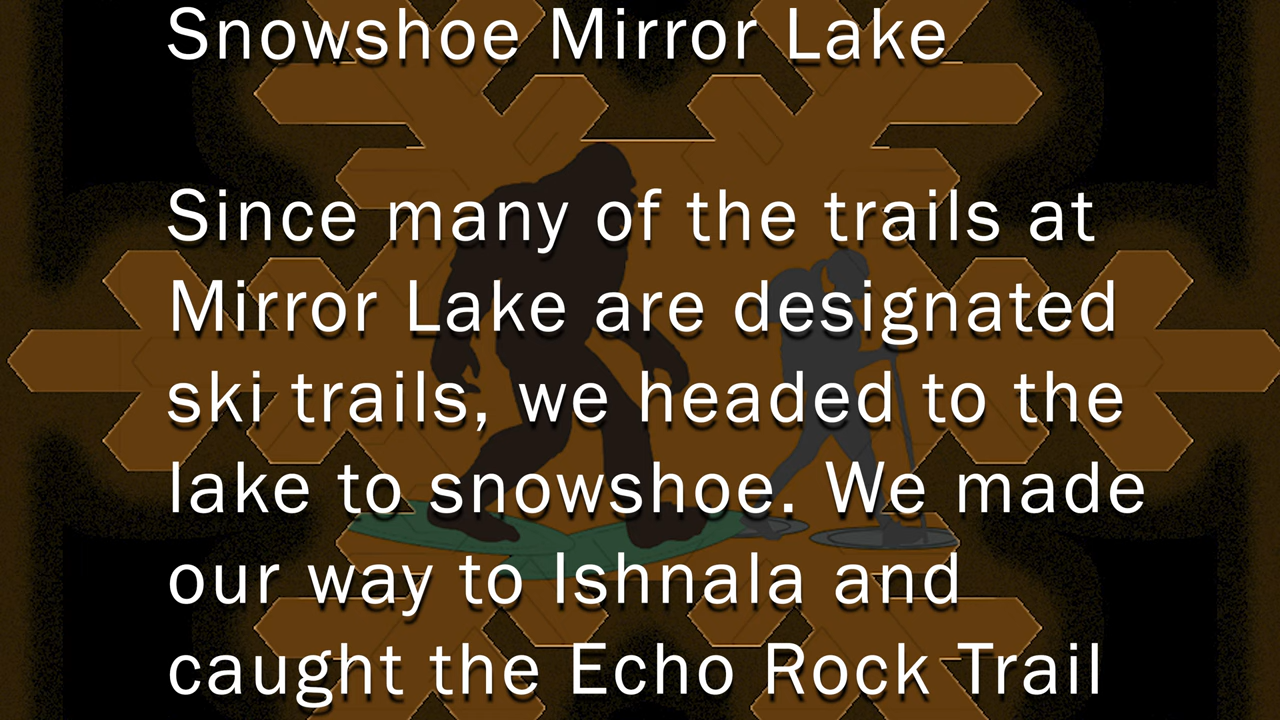 Snowshoe Mirror Lake
Since many of the trails at
Mirror Lake are designated
ski trails, we headed to the
lake to snowshoe. We made
our way to Ishnala and
caught the Echo Rock Trail